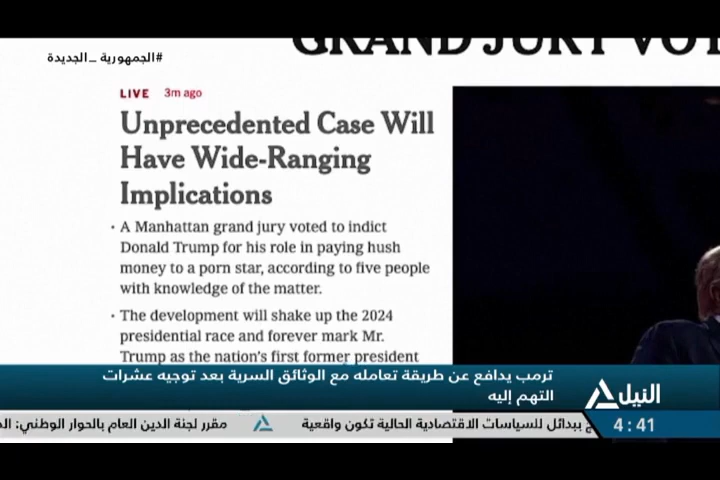 GRAND JURY
#الجمهورية_الجديدة
LIVE 3m ago
Unprecedented Case Will
Have Wide-Ranging
Implications
• A Manhattan grand jury voted to indict
Donald Trump for his role in paying hush
money to a porn star, according to five people
with knowledge of the matter.
• The development will shake up the 2024
presidential race and forever mark Mr.
Trump as the nation's first former president
ترمب يدافع عن طريقة تعامله مع الوثائق السرية بعد توجيه عشرات
التهم إليه
النيل
ببدائل للسياسات الاقتصادية الحالية تكون واقعية مقرر لجنة الدين العام بالحوار الوطني:
4:41